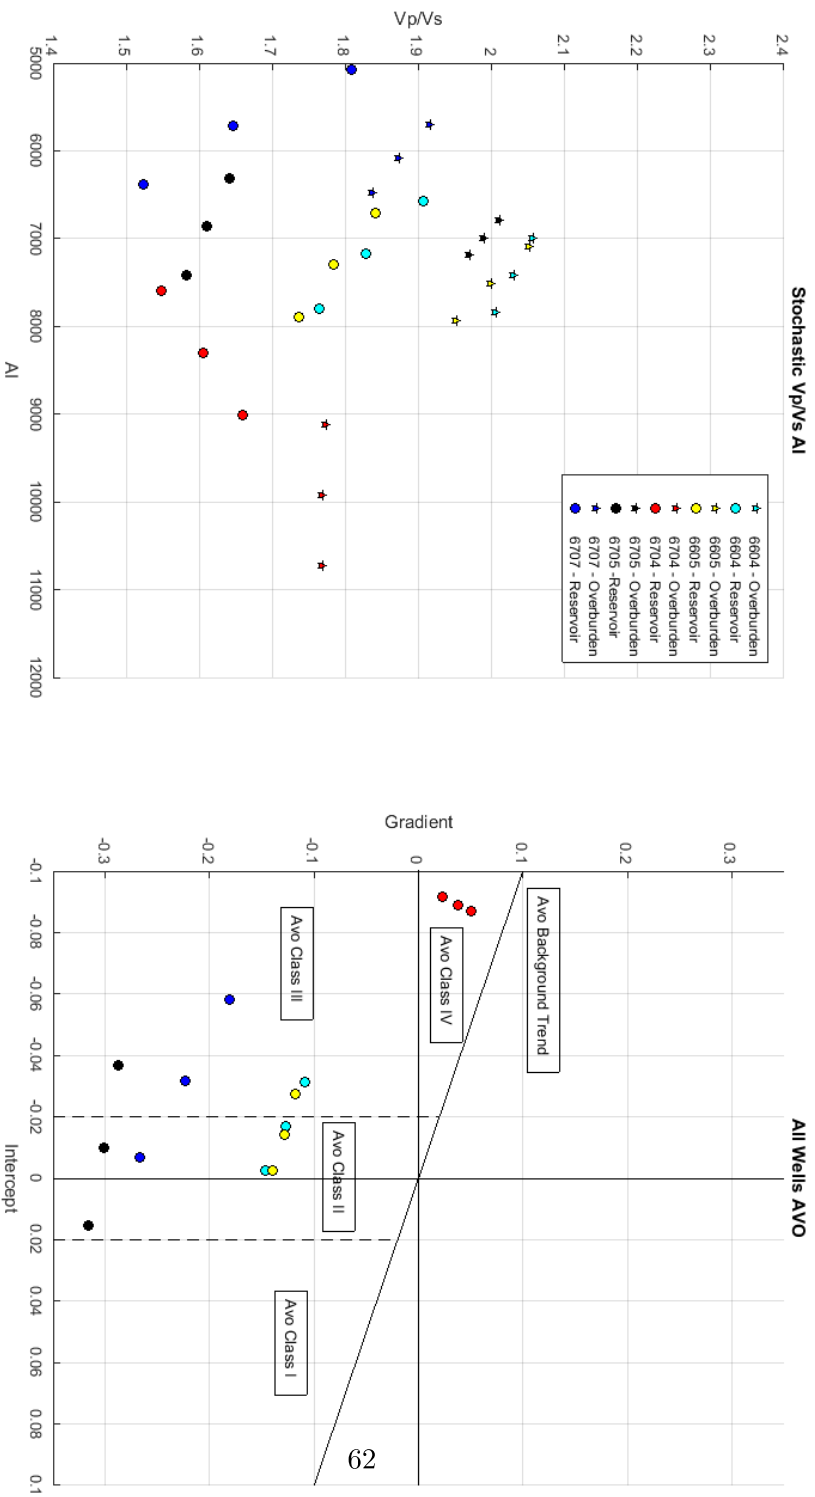 Stochastic Vp/Vs AI
Vp/Vs
2.4
2.3
2.2
2.1
2
1.9
1.8
1.7
1.6
1.5
1.4
5000
6000
7000
8000
9000
10000
11000
12000
AI
6604 - Overburden
6604 - Reservoir
6605 - Overburden
6605 - Reservoir
6704 - Overburden
6704 - Reservoir
6705 - Overburden
6705 -Reservoir
6707 - Overburden
6707 - Reservoir
All Wells AVO
Gradient
0.3
0.2
0.1
0
-0.1
-0.2
-0.3
-0.1
-0.08
-0.06
-0.04
-0.02
0
0.02
0.04
0.06
0.08
0.1
Intercept
Avo Background Trend
Avo Class IV
Avo Class III
Avo Class II
Avo Class I
62